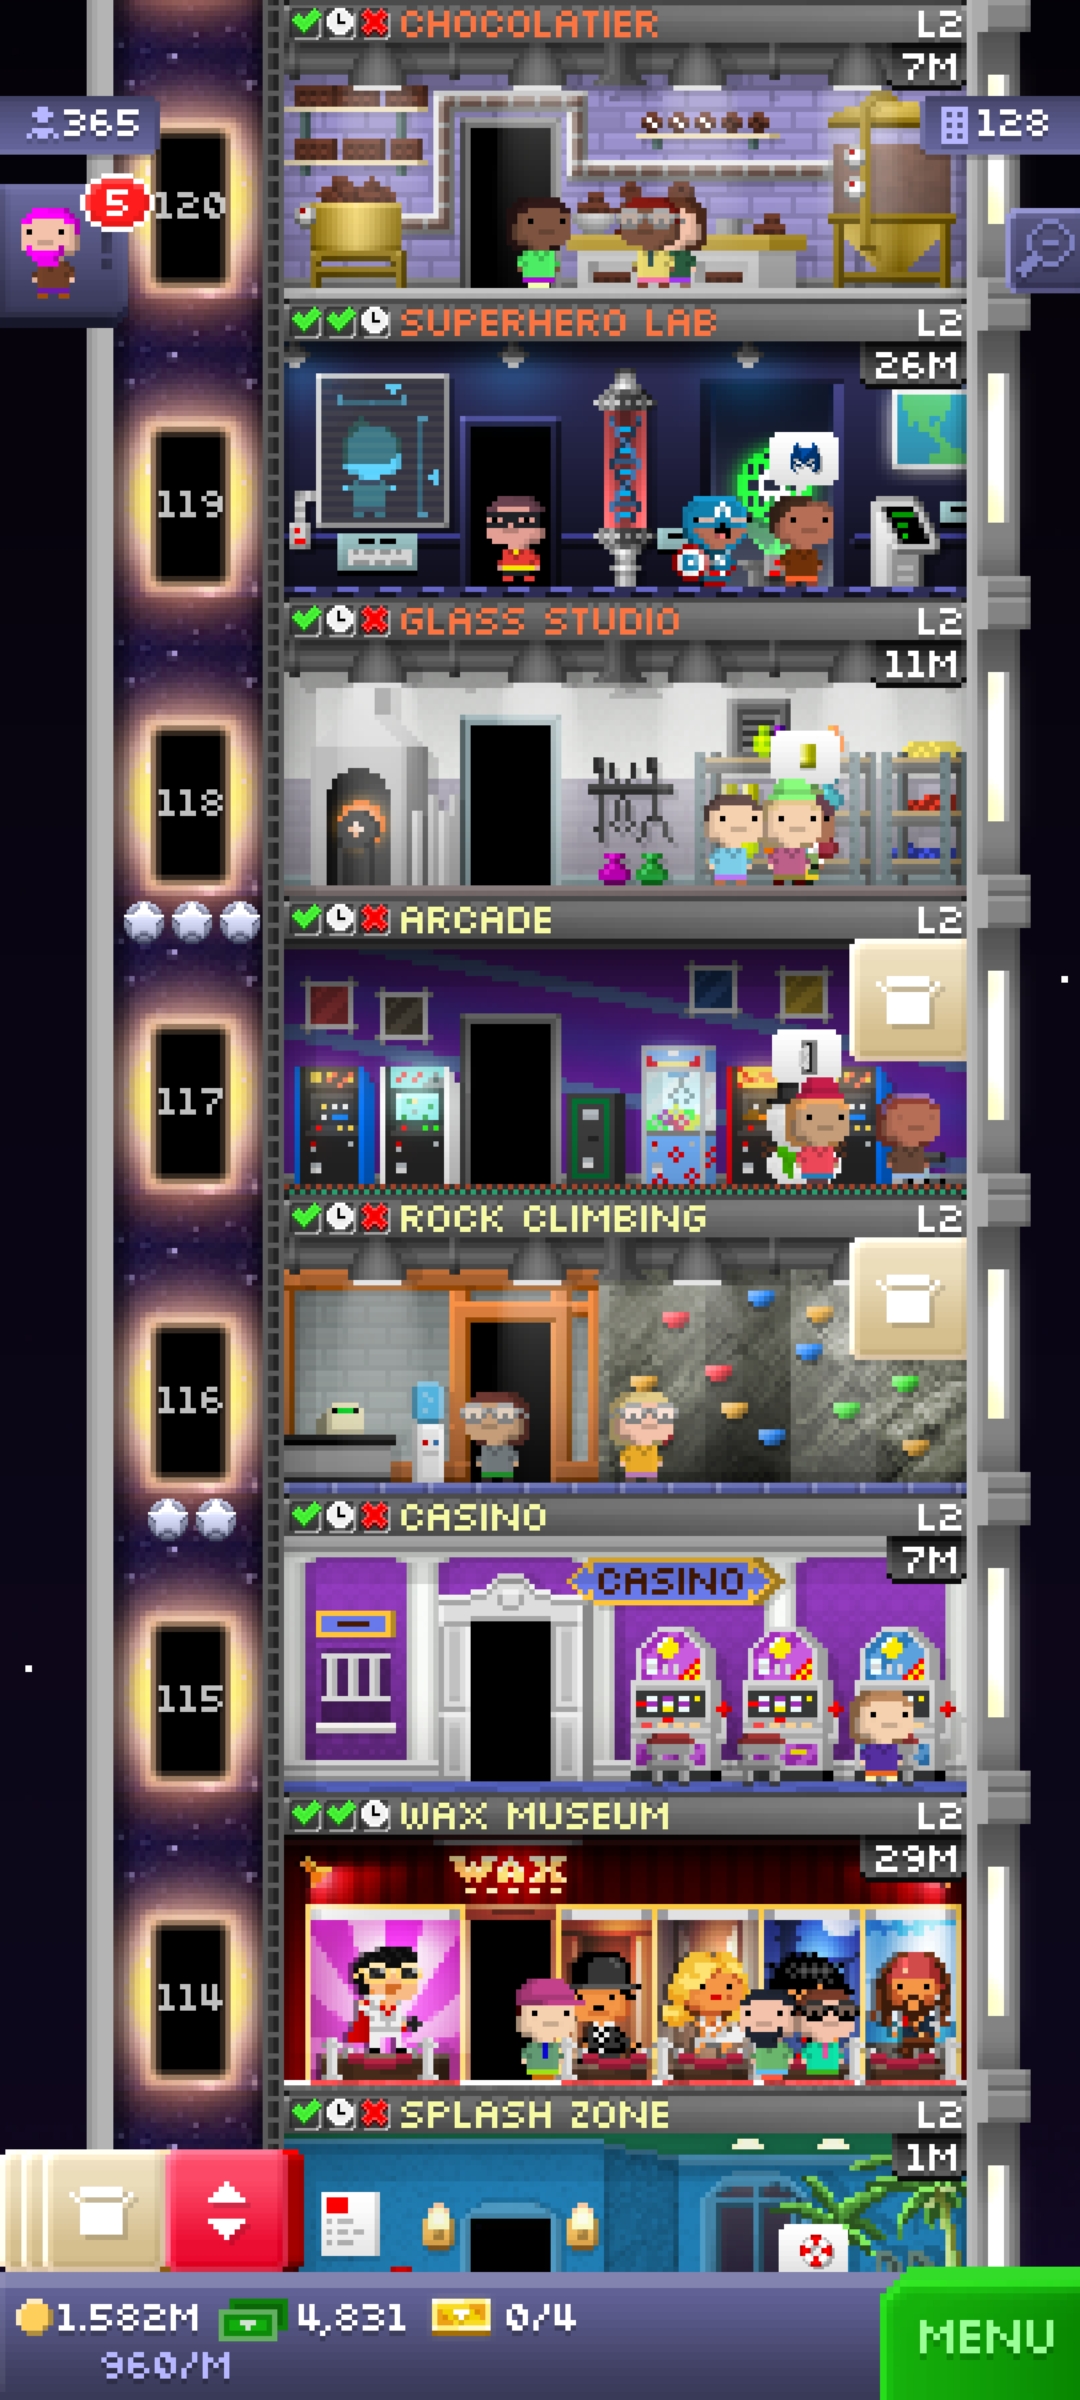 CHOCOLATIER L2
7M
365
128
5
120
SUPERHERO LAB L2
26M
119
GLASS STUDIO L2
11M
118
ARCADE L2
117
ROCK CLIMBING L2
116
CASINO L2
7M
CASINO
115
WAX MUSEUM L2
29M
WAX
114
SPLASH ZONE L2
1M
1.582M 4,831 0/4
960/M
MENU